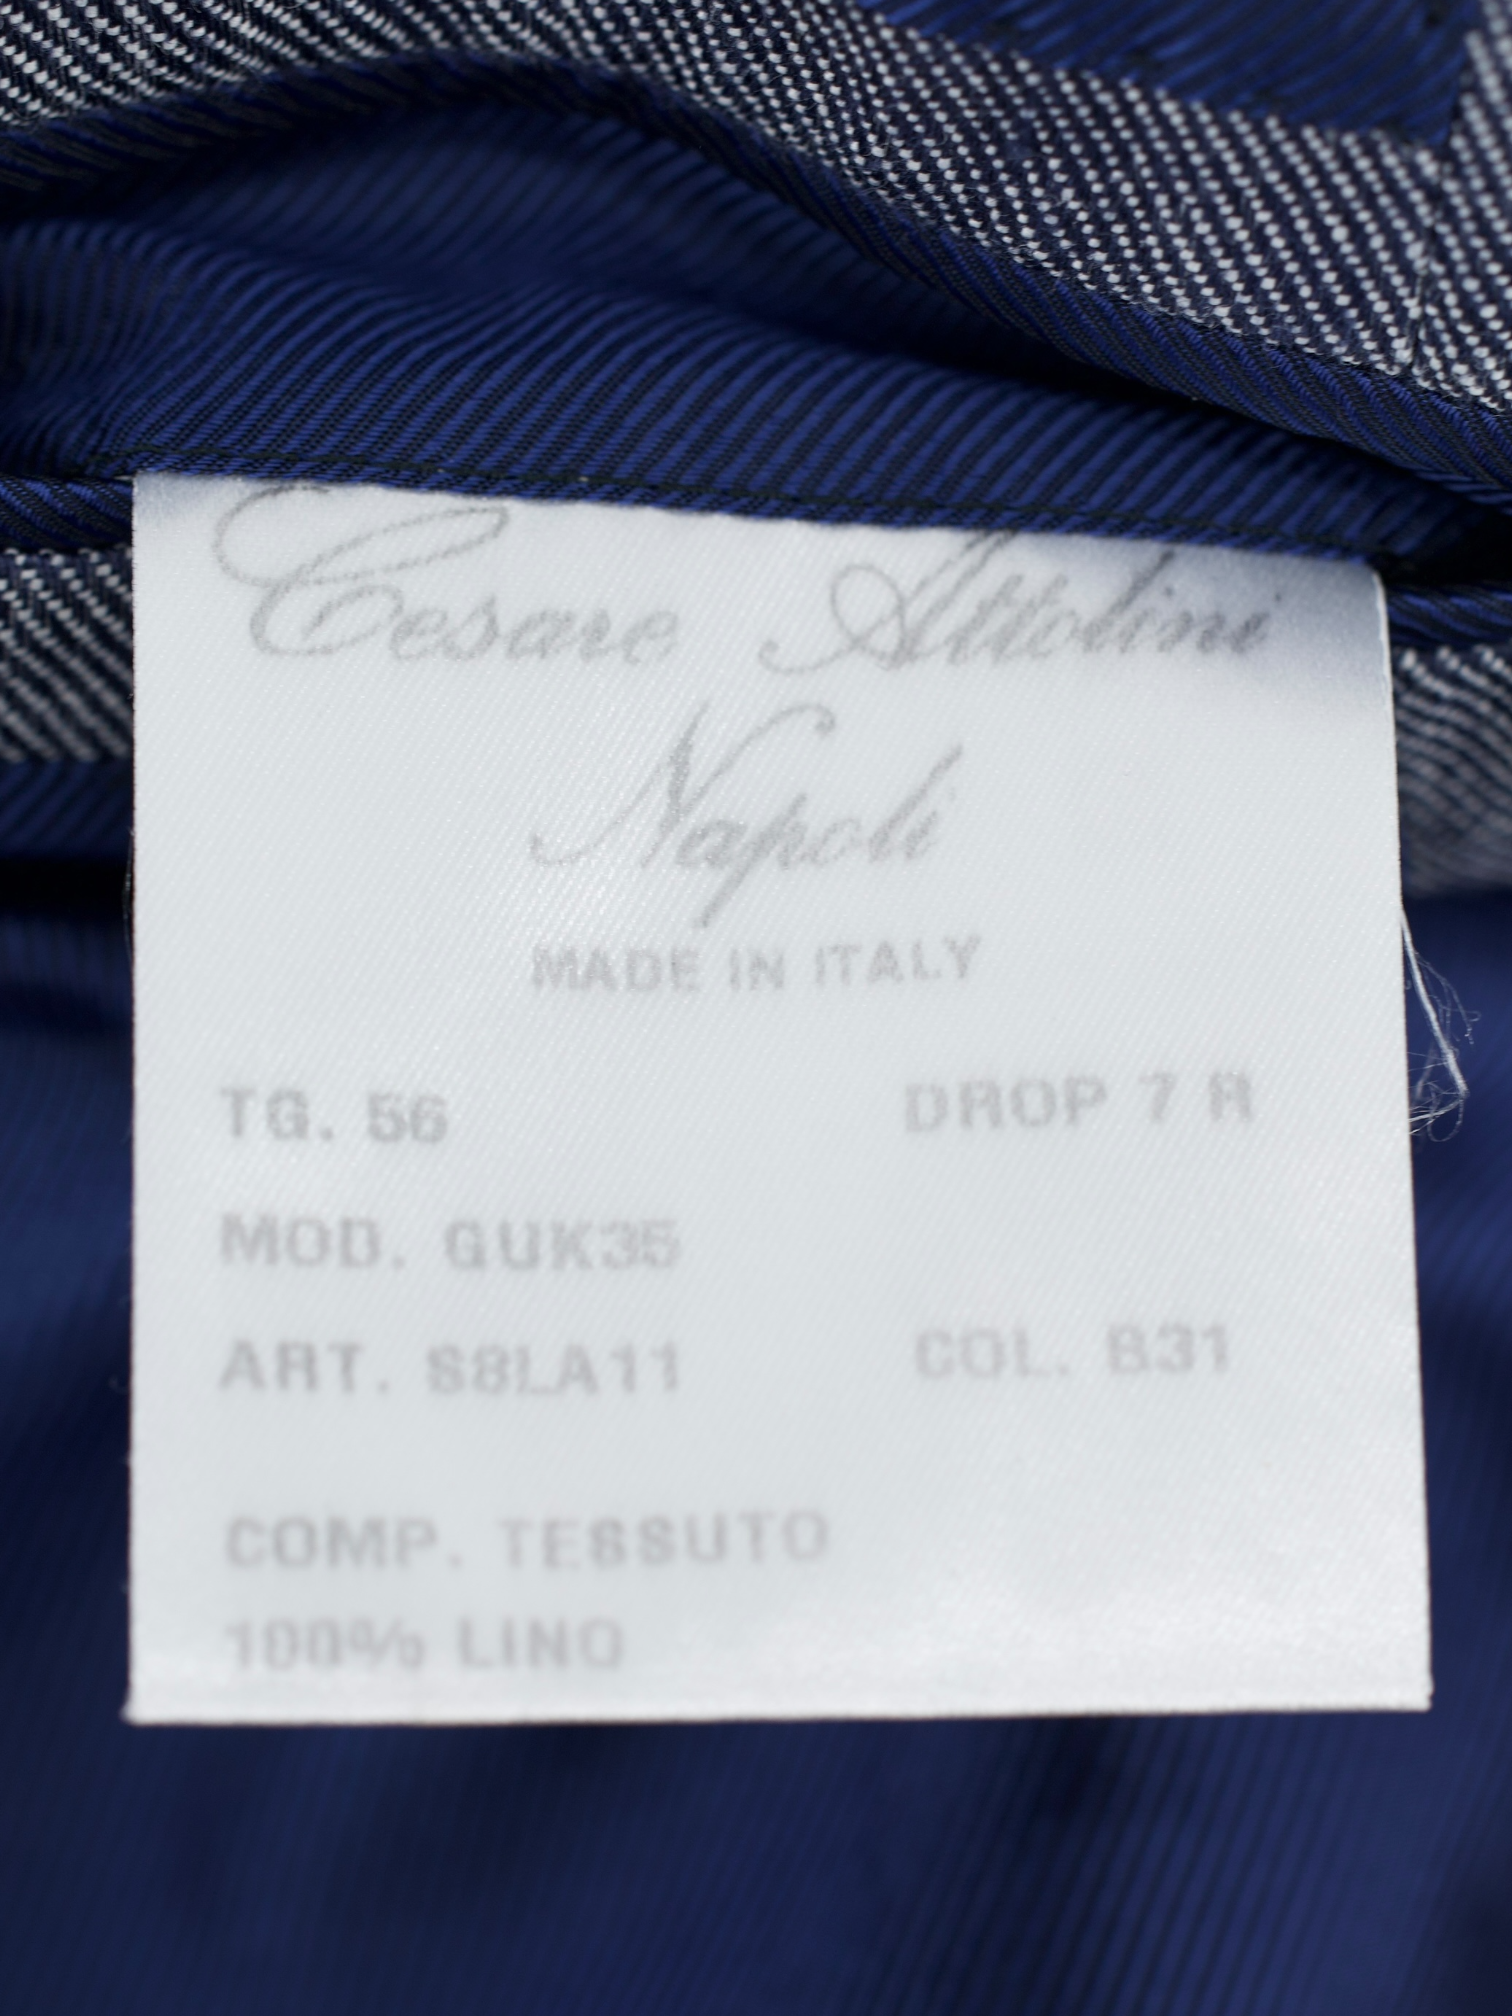 Cesare Attolini
Napoli
MADE IN ITALY
TG. 56 DROP 7 R
MOD. GUK35
ART. S8LA11 COL. B31
COMP. TESSUTO
100% LINO